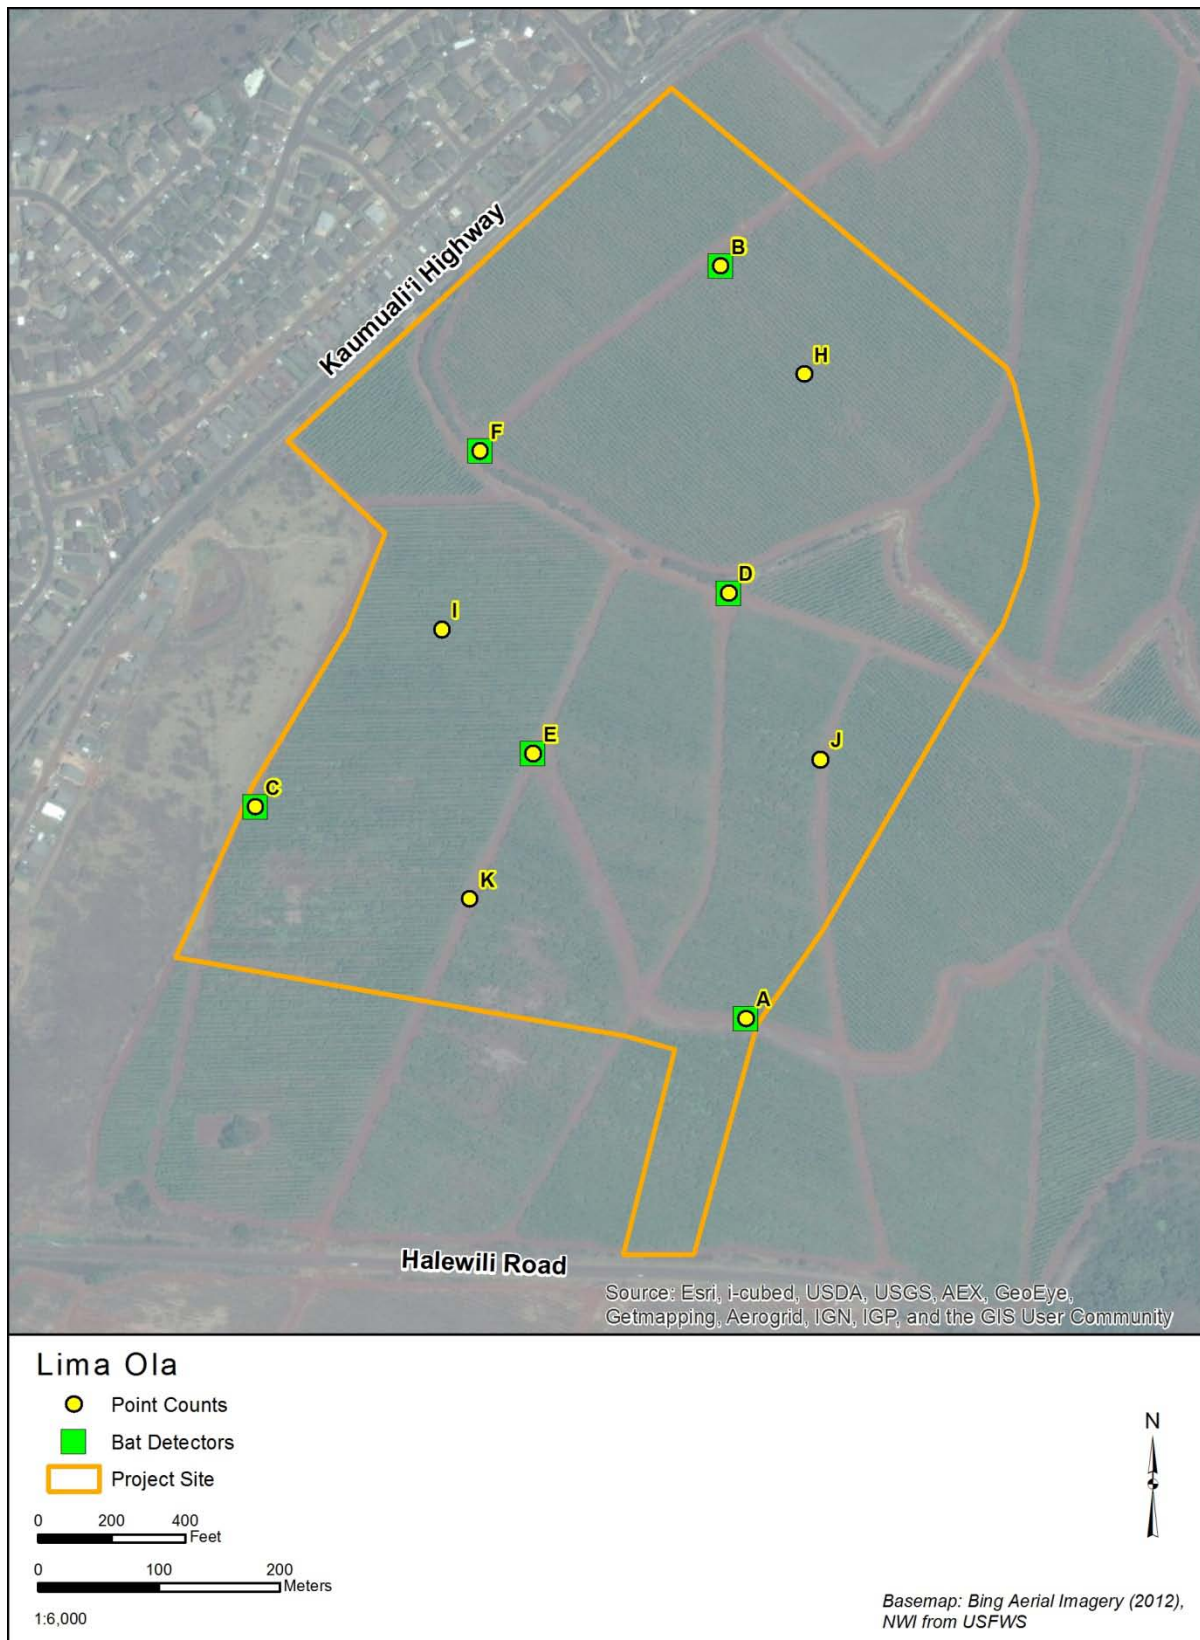 Kaumuali'i Highway
B
H
F
D
I
E
J
C
K
A
Halewili Road
Source: Esri, i-cubed, USDA, USGS, AEX, GeoEye,
Getmapping, Aerogrid, IGN, IGP, and the GIS User Community
Lima Ola
Point Counts
Bat Detectors
Project Site
0 200 400
Feet
0 100 200
Meters
1:6,000
N
Basemap: Bing Aerial Imagery (2012),
NWI from USFWS